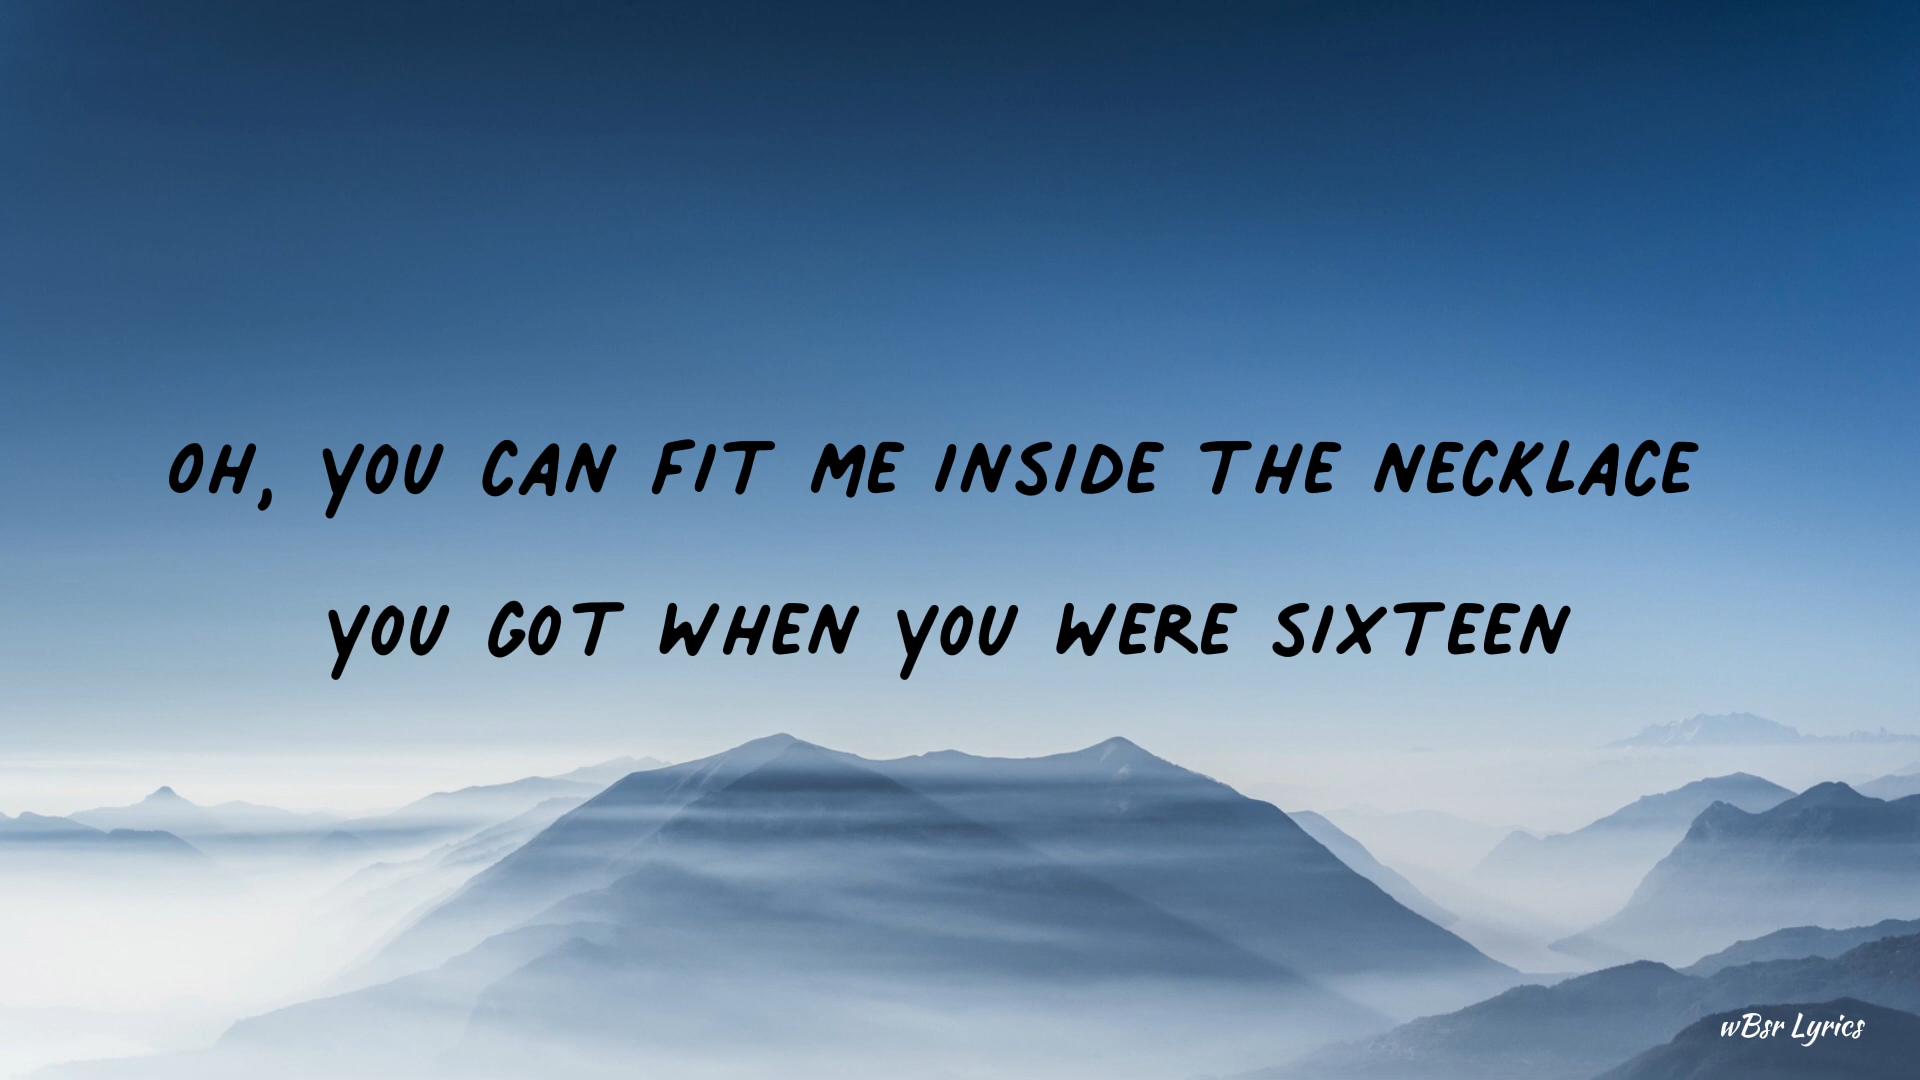 OH, YOU CAN FIT ME INSIDE THE NECKLACE
YOU GOT WHEN YOU WERE SIXTEEN
wBsr Lyrics